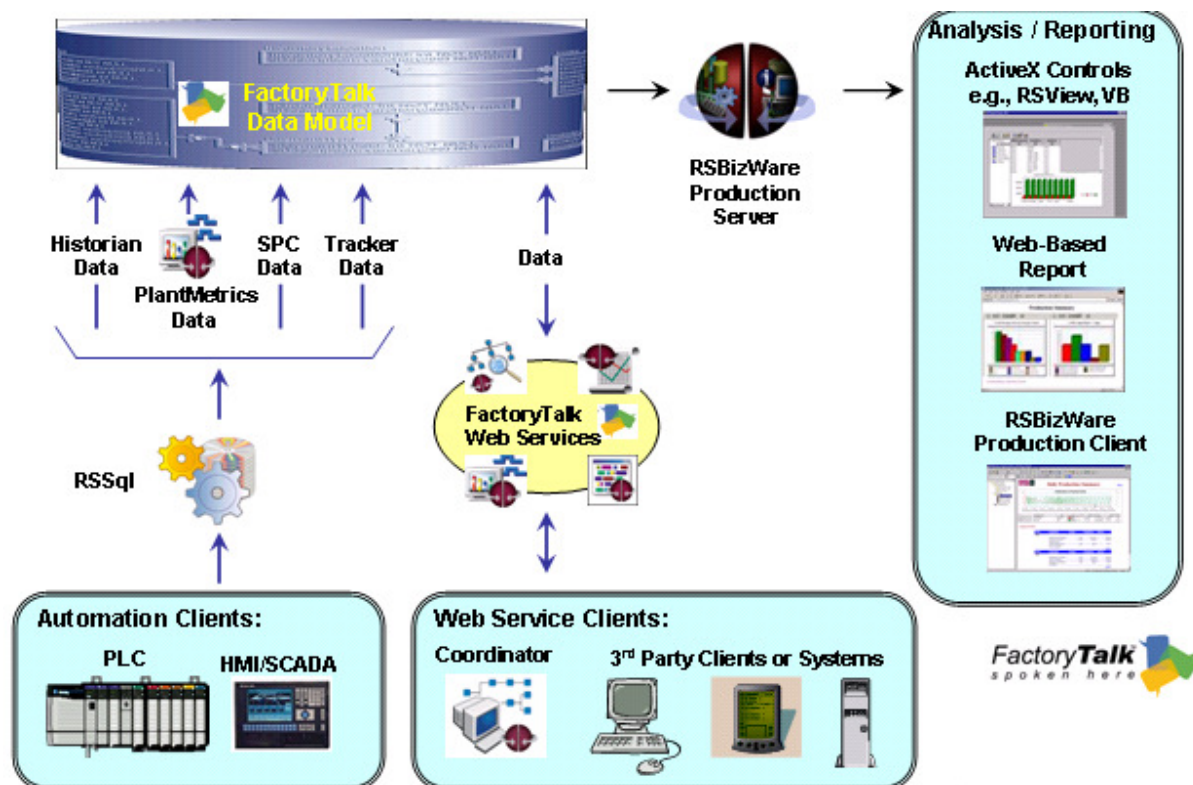 FactoryTalk
Data Model
RSBizWare
Production
Server
Analysis / Reporting
ActiveX Controls
e.g., RSView, VB
Web-Based
Report
RSBizWare
Production Client
Historian
Data
PlantMetrics
Data
SPC
Data
Tracker
Data
Data
FactoryTalk
Web Services
RSSql
Automation Clients:
PLC
HMI/SCADA
Web Service Clients:
Coordinator
3rd Party Clients or Systems
FactoryTalk
spoken here